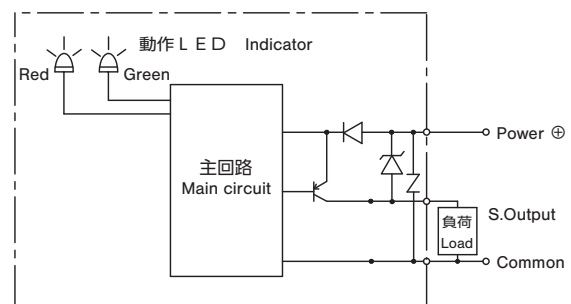 動作ＬＥＤ Indicator
Red
Green
Power ⊕
主回路
Main circuit
S.Output
負荷
Load
Common